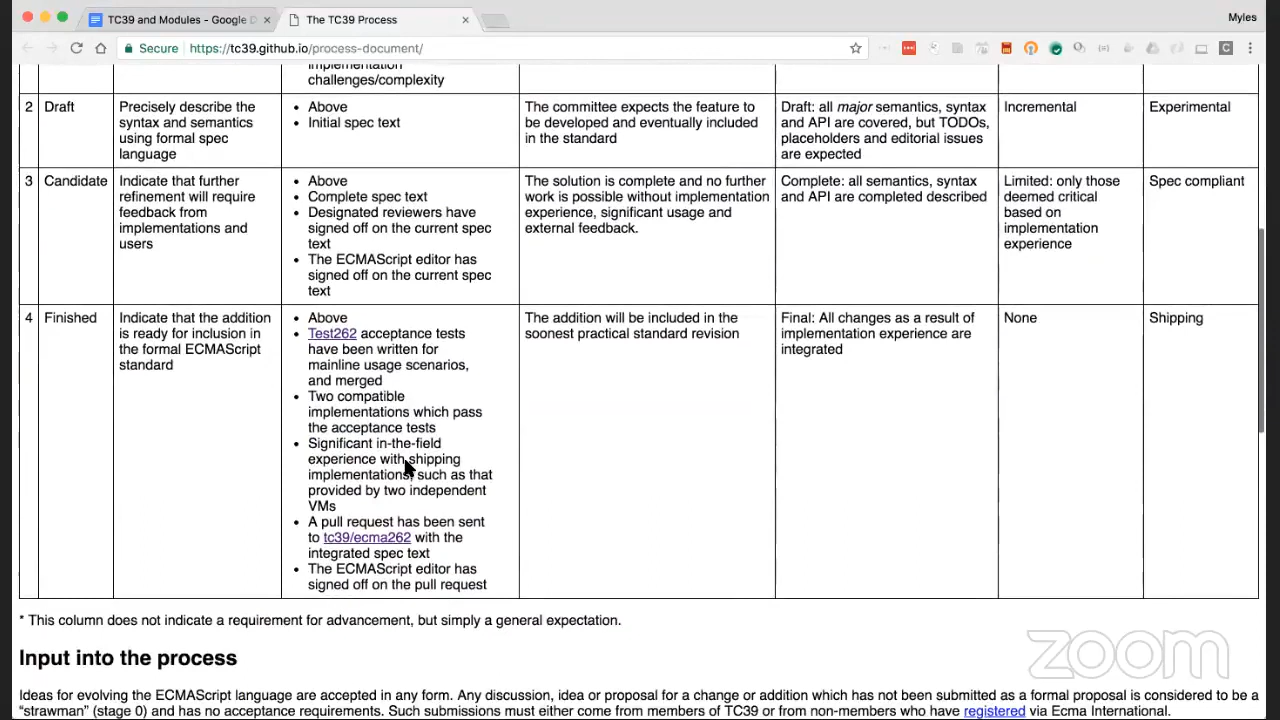 TC39 and Modules - Google D
The TC39 Process
Myles
Secure
https://tc39.github.io/process-document/
implementation
challenges/complexity
2
Draft
Precisely describe the
syntax and semantics
using formal spec
language
• Above
• Initial spec text
The committee expects the feature to
be developed and eventually included
in the standard
Draft: all major semantics, syntax
and API are covered, but TODOs,
placeholders and editorial issues
are expected
Incremental
Experimental
3
Candidate
Indicate that further
refinement will require
feedback from
implementations and
users
• Above
• Complete spec text
• Designated reviewers have
signed off on the current spec
text
• The ECMAScript editor has
signed off on the current spec
text
The solution is complete and no further
work is possible without implementation
experience, significant usage and
external feedback.
Complete: all semantics, syntax
and API are completed described
Limited: only those
deemed critical
based on
implementation
experience
Spec compliant
4
Finished
Indicate that the addition
is ready for inclusion in
the formal ECMAScript
standard
• Above
• Test262 acceptance tests
have been written for
mainline usage scenarios,
and merged
• Two compatible
implementations which pass
the acceptance tests
• Significant in-the-field
experience with shipping
implementations, such as that
provided by two independent
VMs
• A pull request has been sent
to tc39/ecma262 with the
integrated spec text
• The ECMAScript editor has
signed off on the pull request
The addition will be included in the
soonest practical standard revision
Final: All changes as a result of
implementation experience are
integrated
None
Shipping
* This column does not indicate a requirement for advancement, but simply a general expectation.
Input into the process
zoom
Ideas for evolving the ECMAScript language are accepted in any form. Any discussion, idea or proposal for a change or addition which has not been submitted as a formal proposal is considered to be a
“strawman” (stage 0) and has no acceptance requirements. Such submissions must either come from members of TC39 or from non-members who have registered via Ecma International.